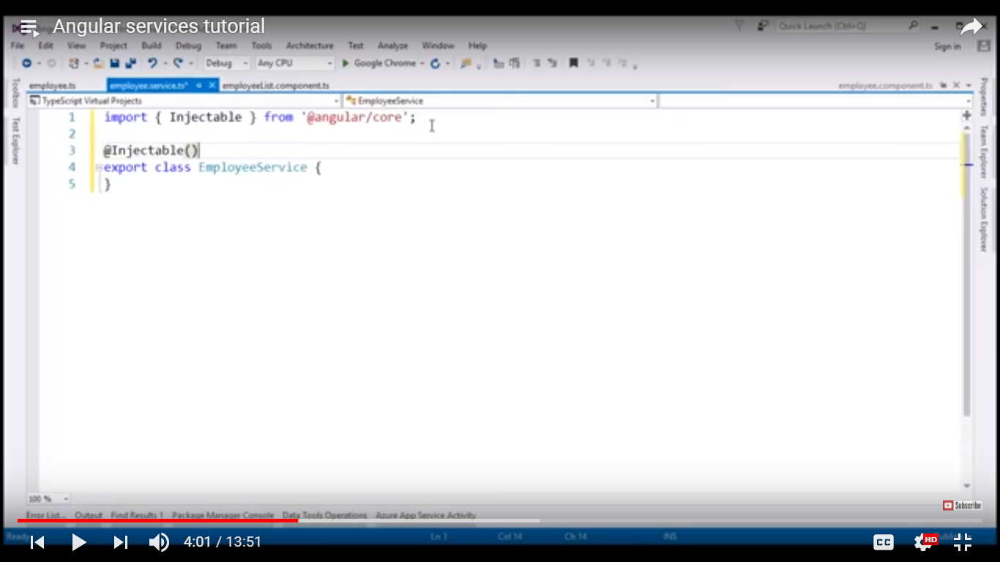 Angular services tutorial
Quick Launch (Ctrl+Q)
File Edit View Project Build Debug Team Tools Architecture Test Analyze Window Help
Sign in
Debug Any CPU Google Chrome
employee.ts employee.service.ts* employeeList.component.ts employee.component.ts
TypeScript Virtual Projects EmployeeService
Toolbox
Test Explorer
1 import { Injectable } from '@angular/core';
2
3 @Injectable()
4 export class EmployeeService {
5 }
Properties
Team Explorer
Solution Explorer
100 %
Subscribe
Error List... Output Find Results 1 Package Manager Console Data Tools Operations Azure App Service Activity
Ready Ln 3 Col 14 Ch 14 INS
4:01 / 13:51
CC
HD